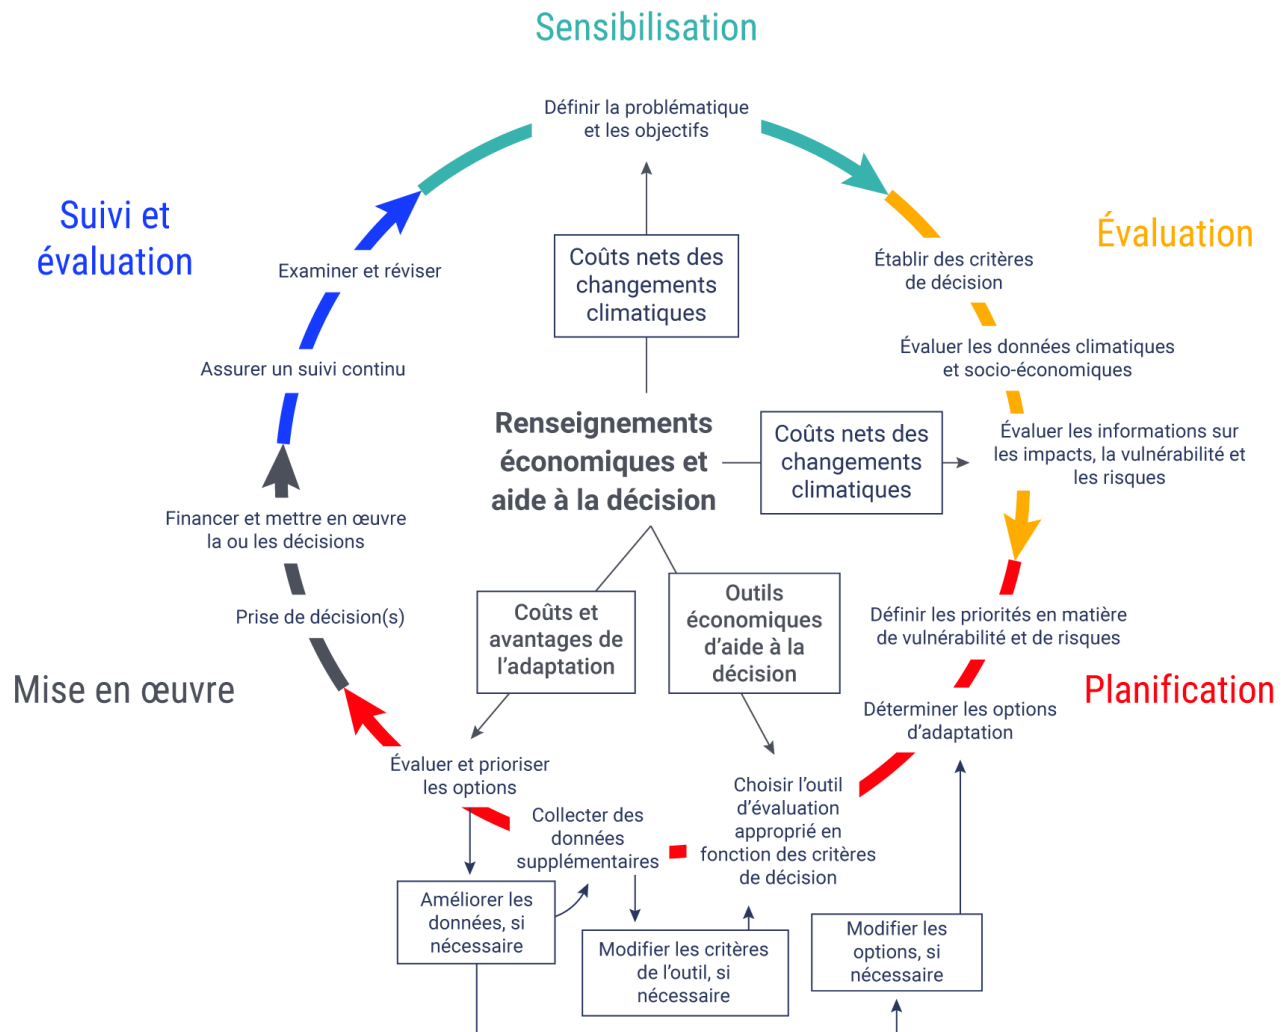 Sensibilisation
Définir la problématique
et les objectifs
Suivi et
évaluation
Évaluation
Examiner et réviser
Coûts nets des
changements
climatiques
Établir des critères
de décision
Assurer un suivi continu
Évaluer les données climatiques
et socio-économiques
Renseignements
économiques et
aide à la décision
Coûts nets des
changements
climatiques
Évaluer les informations sur
les impacts, la vulnérabilité et
les risques
Financer et mettre en œuvre
la ou les décisions
Prise de décision(s)
Coûts et
avantages de
l’adaptation
Outils
économiques
d’aide à la
décision
Définir les priorités en matière
de vulnérabilité et de risques
Mise en œuvre
Planification
Déterminer les options
d’adaptation
Évaluer et prioriser
les options
Collecter des
données
supplémentaires
Choisir l’outil
d’évaluation
approprié en
fonction des critères
de décision
Améliorer les
données, si
nécessaire
Modifier les critères
de l’outil, si
nécessaire
Modifier les
options, si
nécessaire